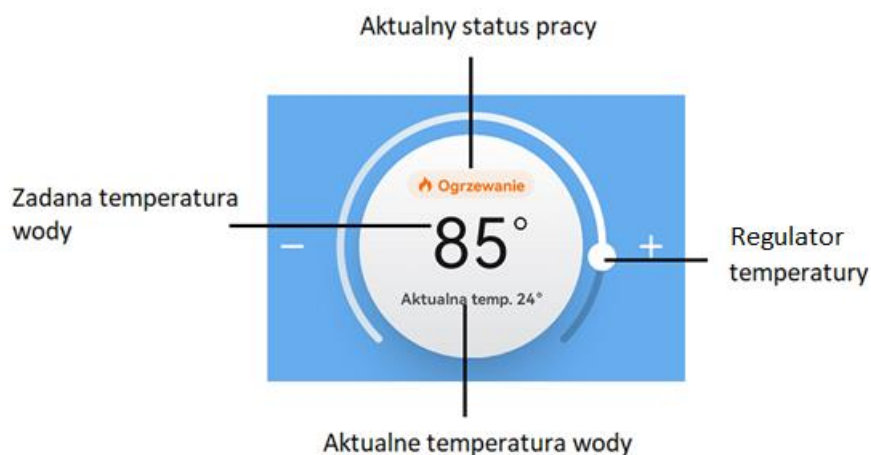 Aktualny status pracy
Ogrzewanie
Zadana temperatura
wody
85°
Regulator
temperatury
Aktualna temp. 24°
Aktualne temperatura wody